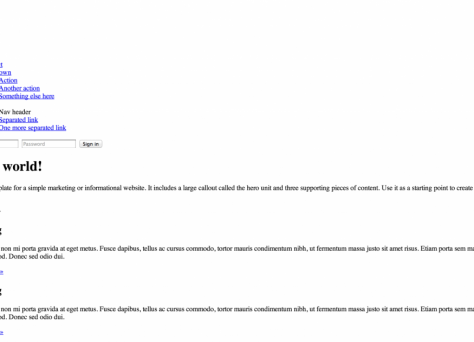 t
own
Action
Another action
Something else here
Nav header
Separated link
One more separated link
Password
Sign in
world!
plate for a simple marketing or informational website. It includes a large callout called the hero unit and three supporting pieces of content. Use it as a starting point to create
g
non mi porta gravida at eget metus. Fusce dapibus, tellus ac cursus commodo, tortor mauris condimentum nibh, ut fermentum massa justo sit amet risus. Etiam porta sem ma
od. Donec sed odio dui.
»
g
non mi porta gravida at eget metus. Fusce dapibus, tellus ac cursus commodo, tortor mauris condimentum nibh, ut fermentum massa justo sit amet risus. Etiam porta sem ma
od. Donec sed odio dui.
»